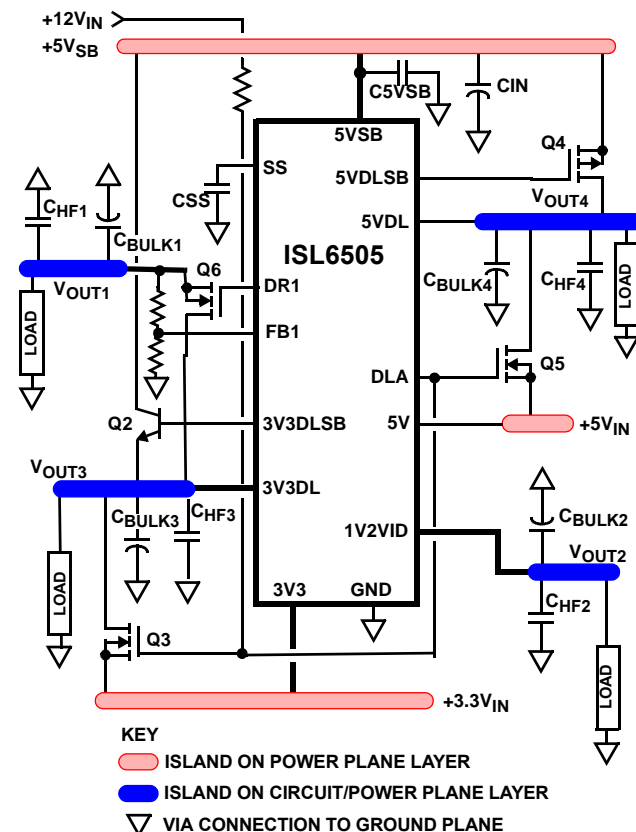 +12VIN
+5VSB
C5VSB
CIN
5VSB
Q4
SS
5VDLSB
CSS
CHF1
VOUT4
5VDL
CBULK1
ISL6505
Q6
VOUT1
CBULK4
CHF4
LOAD
DR1
LOAD
FB1
Q5
DLA
Q2
3V3DLSB
5V
+5VIN
VOUT3
3V3DL
CBULK3
CHF3
CBULK2
1V2VID
VOUT2
LOAD
3V3
GND
CHF2
Q3
LOAD
+3.3VIN
KEY
ISLAND ON POWER PLANE LAYER
ISLAND ON CIRCUIT/POWER PLANE LAYER
VIA CONNECTION TO GROUND PLANE